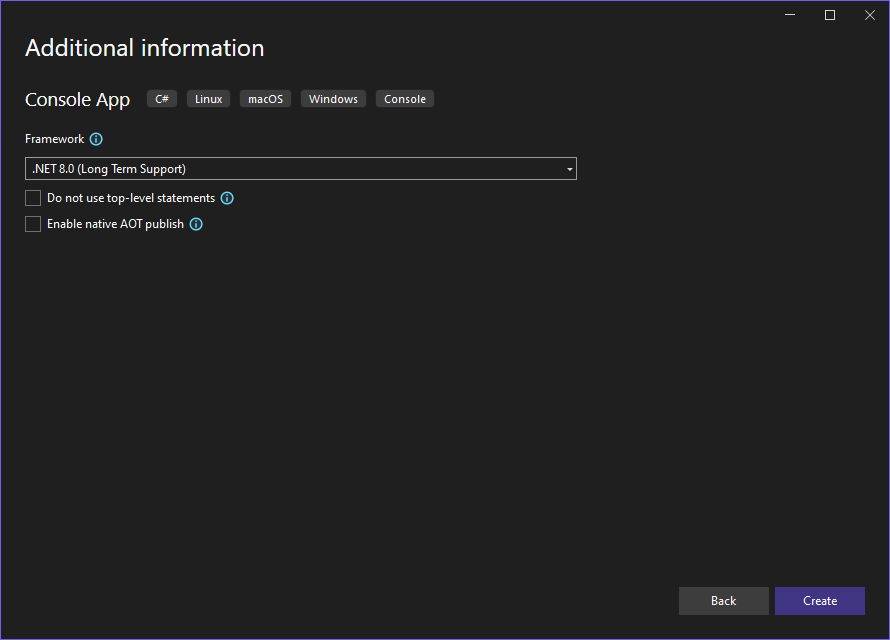 Additional information
Console App C# Linux macOS Windows Console
Framework
.NET 8.0 (Long Term Support)
Do not use top-level statements
Enable native AOT publish
Back Create